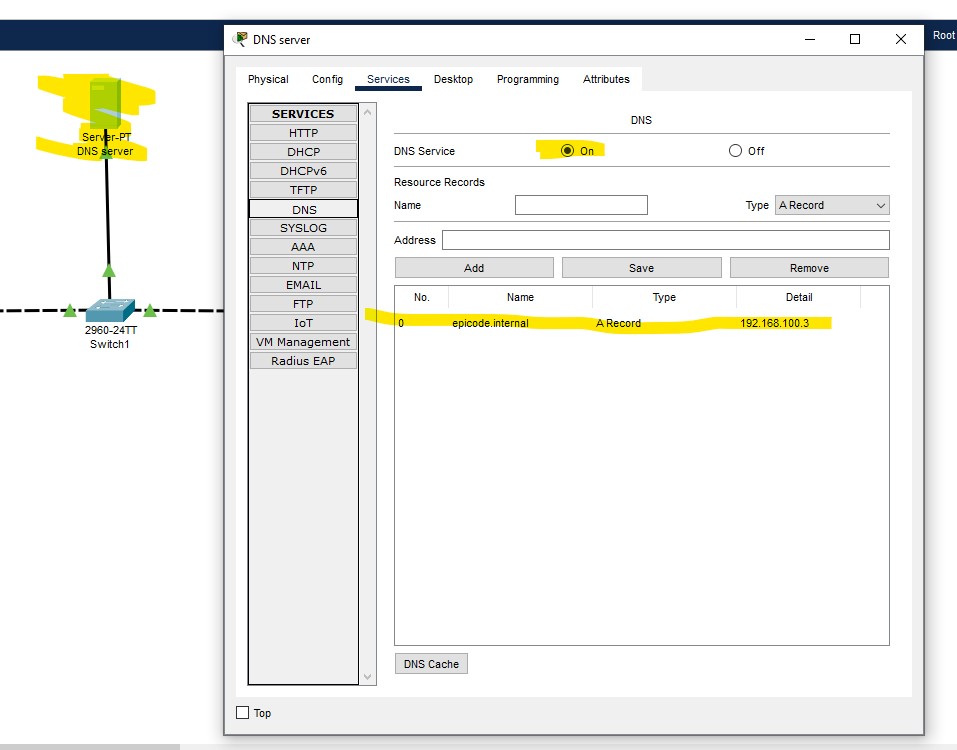 DNS server
Root
Physical Config Services Desktop Programming Attributes
SERVICES
HTTP
DHCP
DHCPv6
TFTP
DNS
SYSLOG
AAA
NTP
EMAIL
FTP
IoT
VM Management
Radius EAP
DNS
DNS Service On Off
Resource Records
Name Type A Record
Address
Add Save Remove
No. Name Type Detail
0 epicode.internal A Record 192.168.100.3
DNS Cache
Top
Server-PT
DNS server
2960-24TT
Switch1